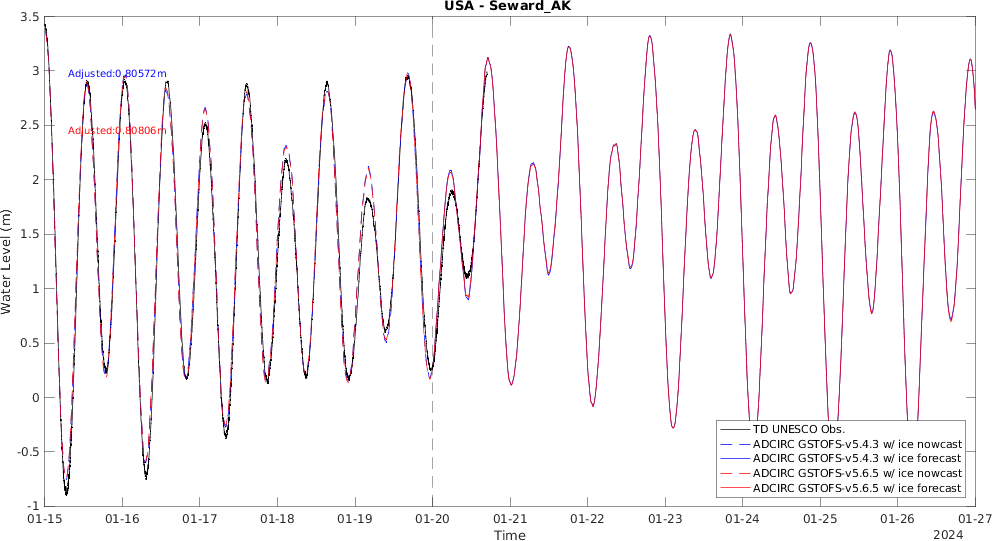 USA - Seward_AK
3.5
3
2.5
2
1.5
1
0.5
0
-0.5
-1
Water Level (m)
Adjusted:0.80572m
Adjusted:0.80806m
TD UNESCO Obs.
ADCIRC GSTOFS-v5.4.3 w/ ice nowcast
ADCIRC GSTOFS-v5.4.3 w/ ice forecast
ADCIRC GSTOFS-v5.6.5 w/ ice nowcast
ADCIRC GSTOFS-v5.6.5 w/ ice forecast
01-15 01-16 01-17 01-18 01-19 01-20 01-21 01-22 01-23 01-24 01-25 01-26 01-27
Time
2024